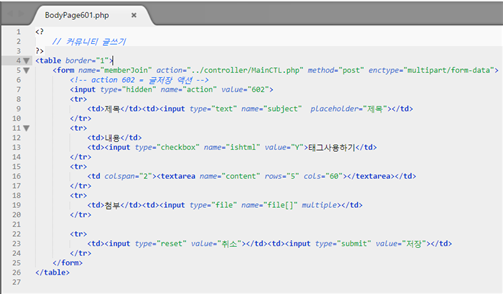 BodyPage601.php ×
1 <?
2 // 커뮤니티 글쓰기
3 ?>
4 <table border="1">
5 <form name="memberJoin" action="../controller/MainCTL.php" method="post" enctype="multipart/form-data">
6 <!-- action 602 = 글저장 액션 -->
7 <input type="hidden" name="action" value="602">
8 <tr>
9 <td>제목</td><td><input type="text" name="subject" placeholder="제목"></td>
10 </tr>
11 <tr>
12 <td>내용</td>
13 <td><input type="checkbox" name="ishtml" value="Y">태그사용하기</td>
14 </tr>
15 <tr>
16 <td colspan="2"><textarea name="content" rows="5" cols="60"></textarea></td>
17 </tr>
18 <tr>
19 <td>첨부</td><td><input type="file" name="file[]" multiple></td>
20 </tr>
21
22 <tr>
23 <td><input type="reset" value="취소"></td><td><input type="submit" value="저장"></td>
24 </tr>
25 </form>
26 </table>
27